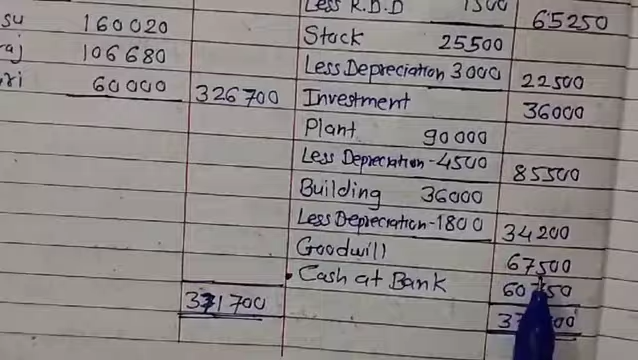 Less R.D.D 1500 65250
su 160020
Stock 25500
raj 106680
Less Depreciation 3000 22500
ri 60000 326700 Investment 36000
Plant 90000
Less Depreciation - 4500 85500
Building 36000
Less Depreciation - 1800 34200
Goodwill 67500
Cash at Bank
371700